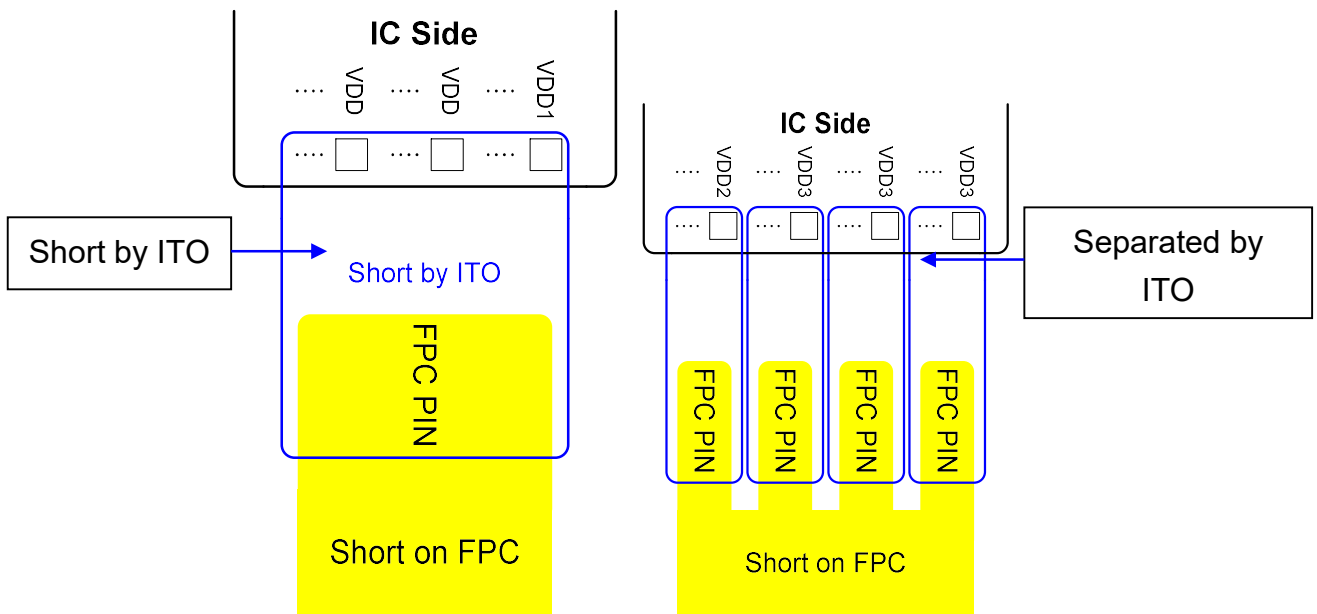 IC Side
.... VDD .... VDD .... VDD1
.... .... ....
Short by ITO
Short by ITO
FPC PIN
Short on FPC
IC Side
.... VDD2 .... VDD3 .... VDD3 .... VDD3
.... .... .... ....
Separated by
ITO
FPC PIN FPC PIN FPC PIN FPC PIN
Short on FPC